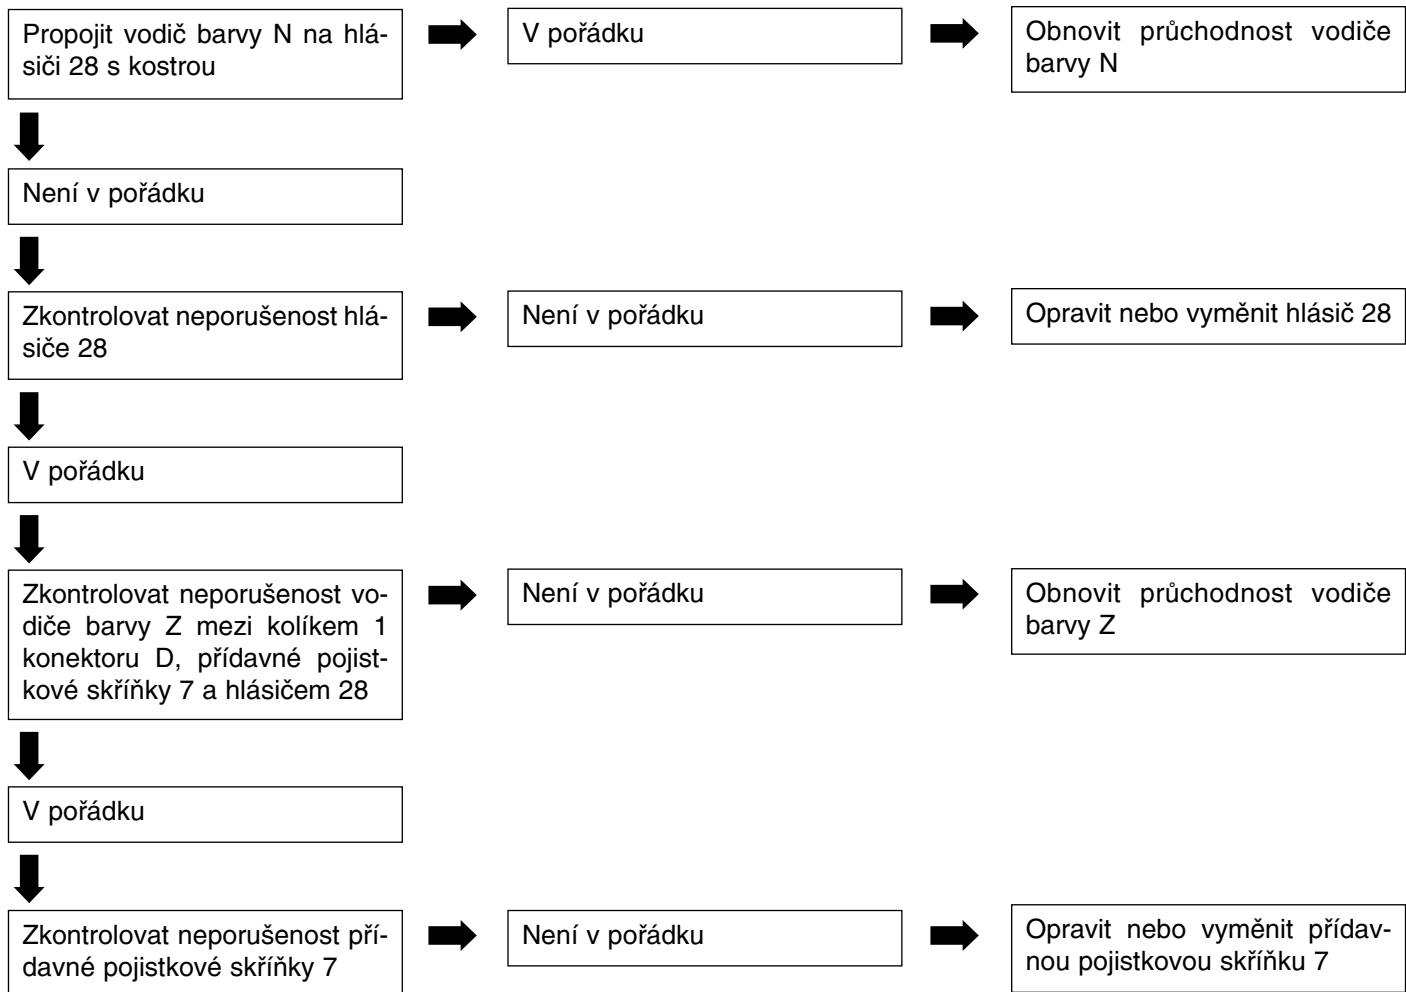 Propojit vodič barvy N na hlá-
siči 28 s kostrou
V pořádku
Obnovit průchodnost vodiče
barvy N
Není v pořádku
Zkontrolovat neporušenost hlá-
siče 28
Není v pořádku
Opravit nebo vyměnit hlásič 28
V pořádku
Zkontrolovat neporušenost vo-
diče barvy Z mezi kolíkem 1
konektoru D, přídavné pojist-
kové skříňky 7 a hlásičem 28
Není v pořádku
Obnovit průchodnost vodiče
barvy Z
V pořádku
Zkontrolovat neporušenost pří-
davné pojistkové skříňky 7
Není v pořádku
Opravit nebo vyměnit přídav-
nou pojistkovou skříňku 7